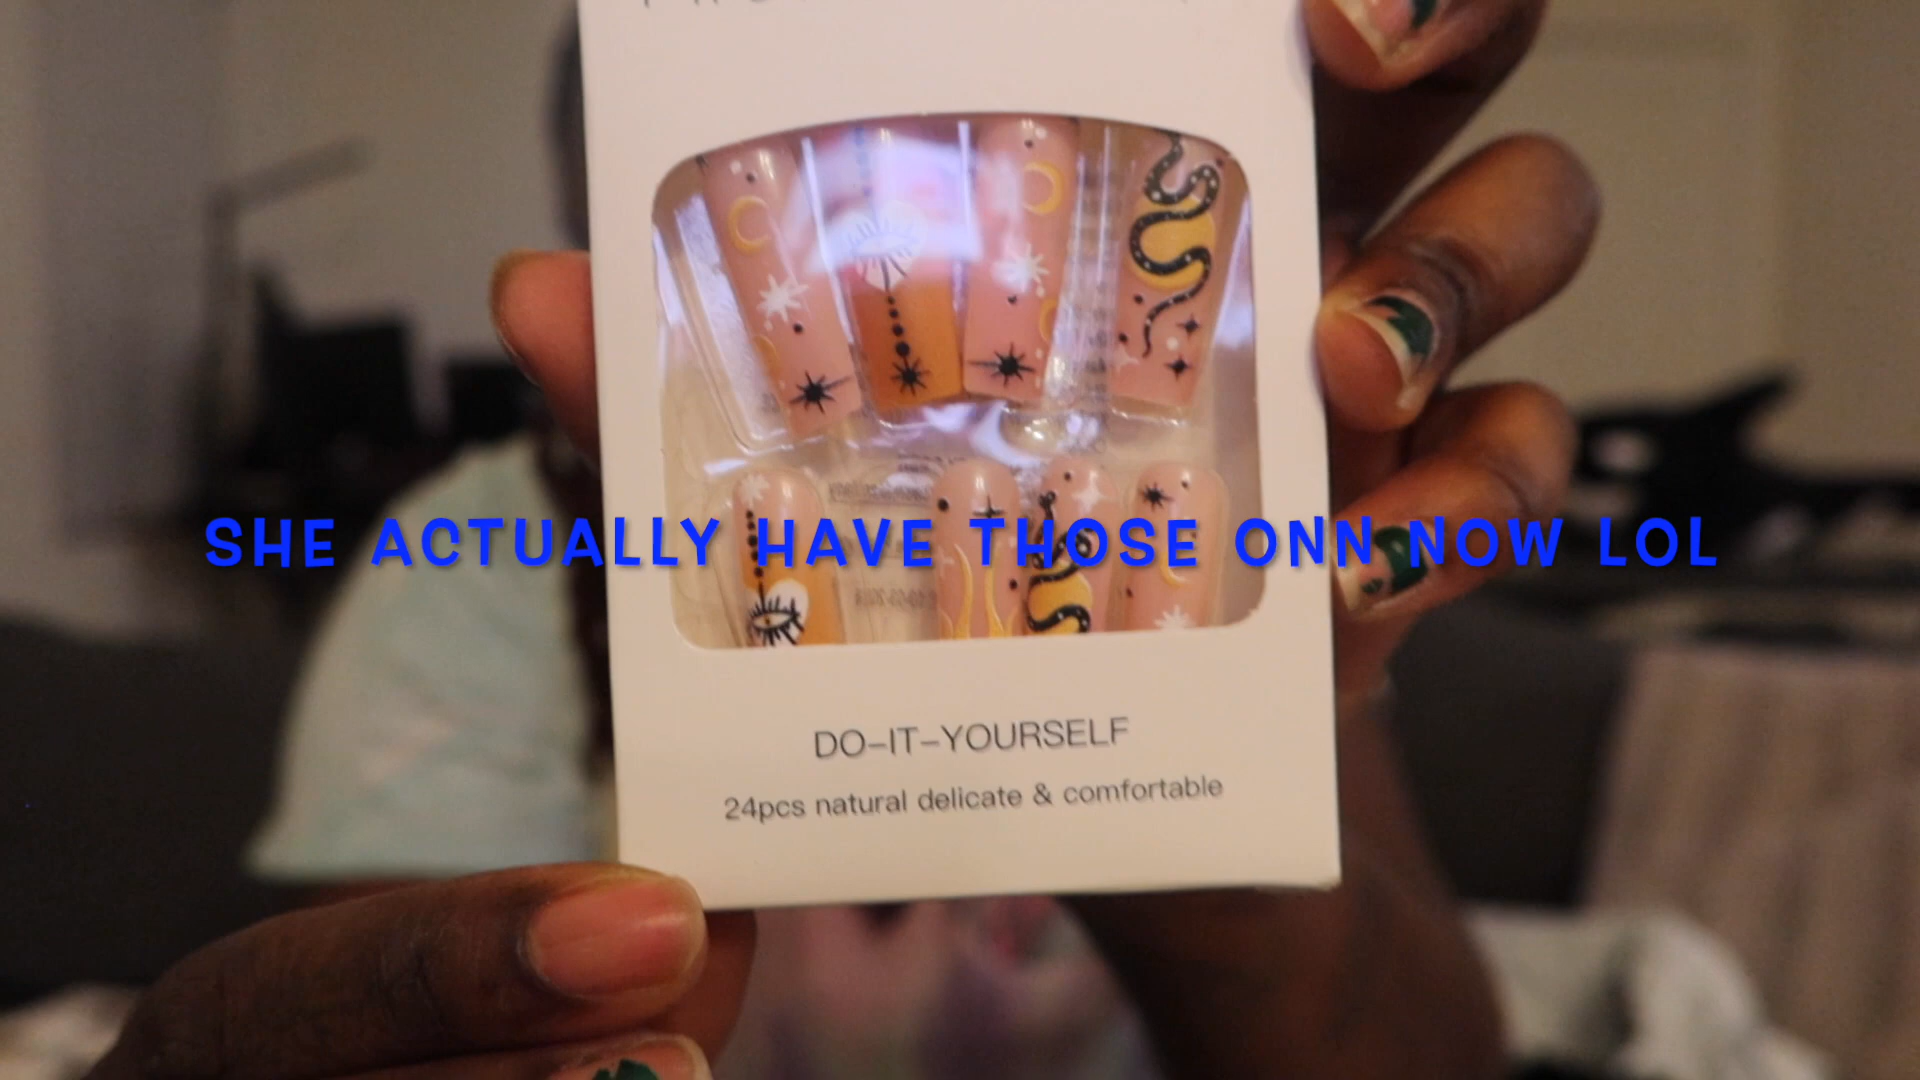 SHE ACTUALLY HAVE THOSE ONN NOW LOL
DO-IT-YOURSELF
24pcs natural delicate & comfortable